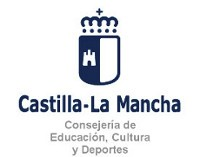 Castilla-La Mancha
Consejería de
Educación, Cultura
y Deportes